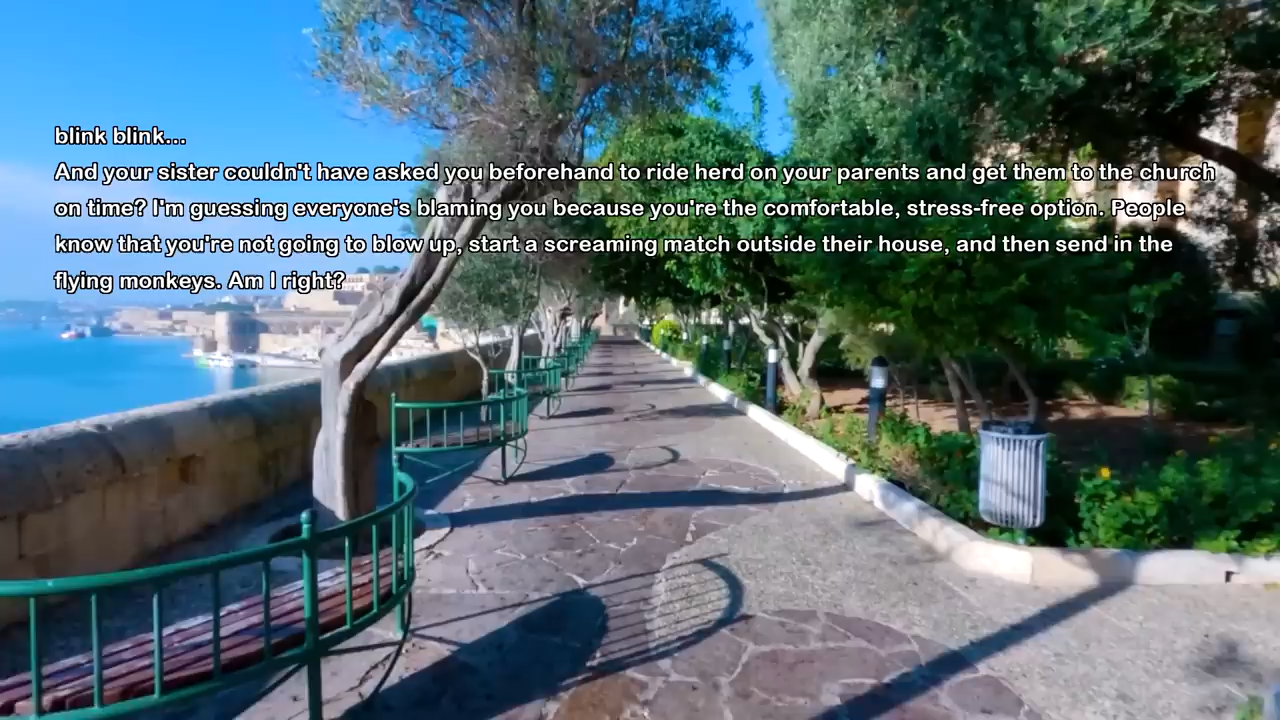 blink blink...
And your sister couldn't have asked you beforehand to ride herd on your parents and get them to the church
on time? I'm guessing everyone's blaming you because you're the comfortable, stress-free option. People
know that you're not going to blow up, start a screaming match outside their house, and then send in the
flying monkeys. Am I right?